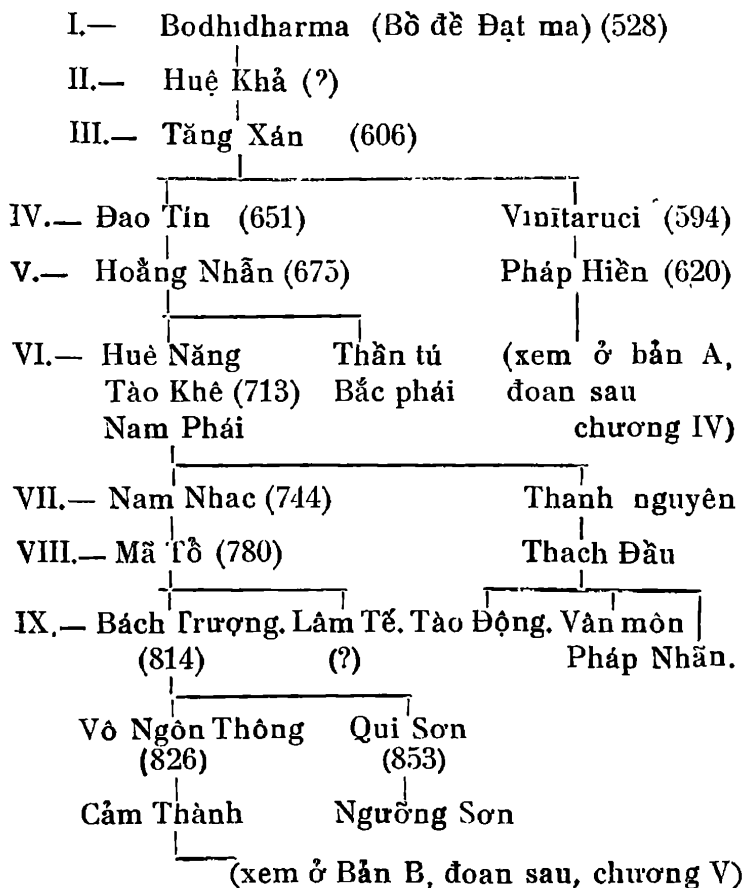 I.— Bodhidharma (Bồ đề Đạt ma) (528)
II.— Huệ Khả (?)
III.— Tăng Xán (606)
IV.— Đao Tín (651) Vinītaruci (594)
V.— Hoằng Nhẫn (675) Pháp Hiền (620)
VI.— Huè Năng Thần tú (xem ở bản A,
Tào Khê (713) Bắc phái đoan sau
Nam Phái chương IV)
VII.— Nam Nhac (744) Thanh nguyên
VIII.— Mã Tổ (780) Thach Đầu
IX.— Bách Trượng. Lâm Tế. Tào Động. Vân môn
(814) (?) Pháp Nhãn.
Vô Ngôn Thông Qui Sơn
(826) (853)
Cảm Thành Ngưỡng Sơn
(xem ở Bản B, đoan sau, chương V)